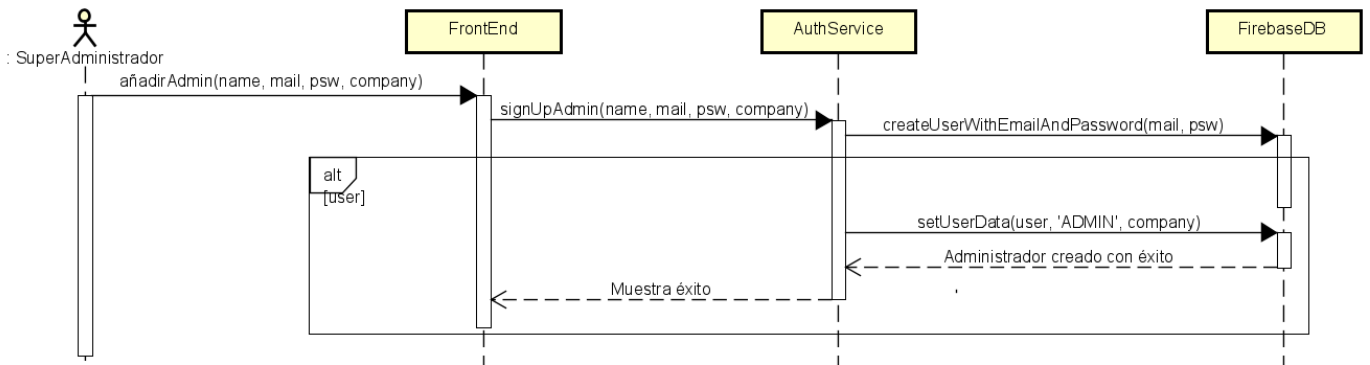 FrontEnd
AuthService
FirebaseDB
: SuperAdministrador
añadirAdmin(name, mail, psw, company)
signUpAdmin(name, mail, psw, company)
createUserWithEmailAndPassword(mail, psw)
alt
[user]
setUserData(user, 'ADMIN', company)
Administrador creado con éxito
Muestra éxito